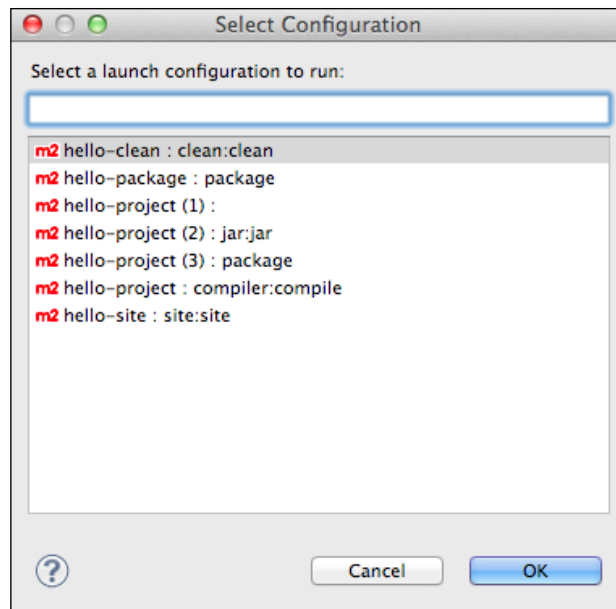 Select Configuration
Select a launch configuration to run:
m2 hello-clean : clean:clean
m2 hello-package : package
m2 hello-project (1) :
m2 hello-project (2) : jar:jar
m2 hello-project (3) : package
m2 hello-project : compiler:compile
m2 hello-site : site:site
?
Cancel
OK